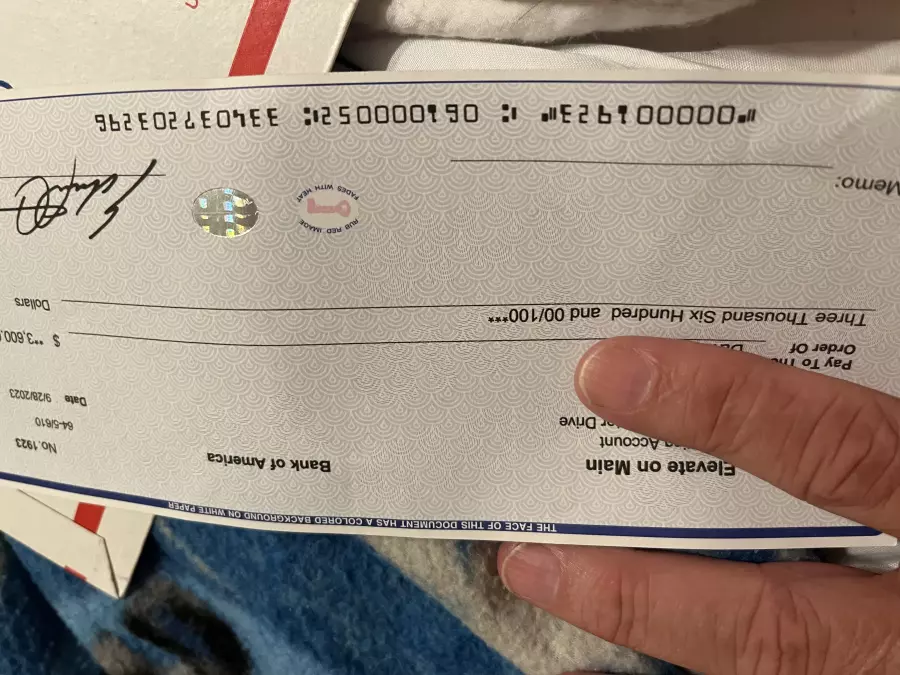 THE FACE OF THIS DOCUMENT HAS A COLORED BACKGROUND ON WHITE PAPER
Elevate on Main
Account
Drive
Bank of America
No.1923
64-5/610
Date 9/28/2023
Pay To The
Order Of
$ **3,600.
Three Thousand Six Hundred and 00/100***
Dollars
RUB RED IMAGE
FADES WITH HEAT
Memo:
⑈000001923⑈ ⑆061000052⑆ 334037203296